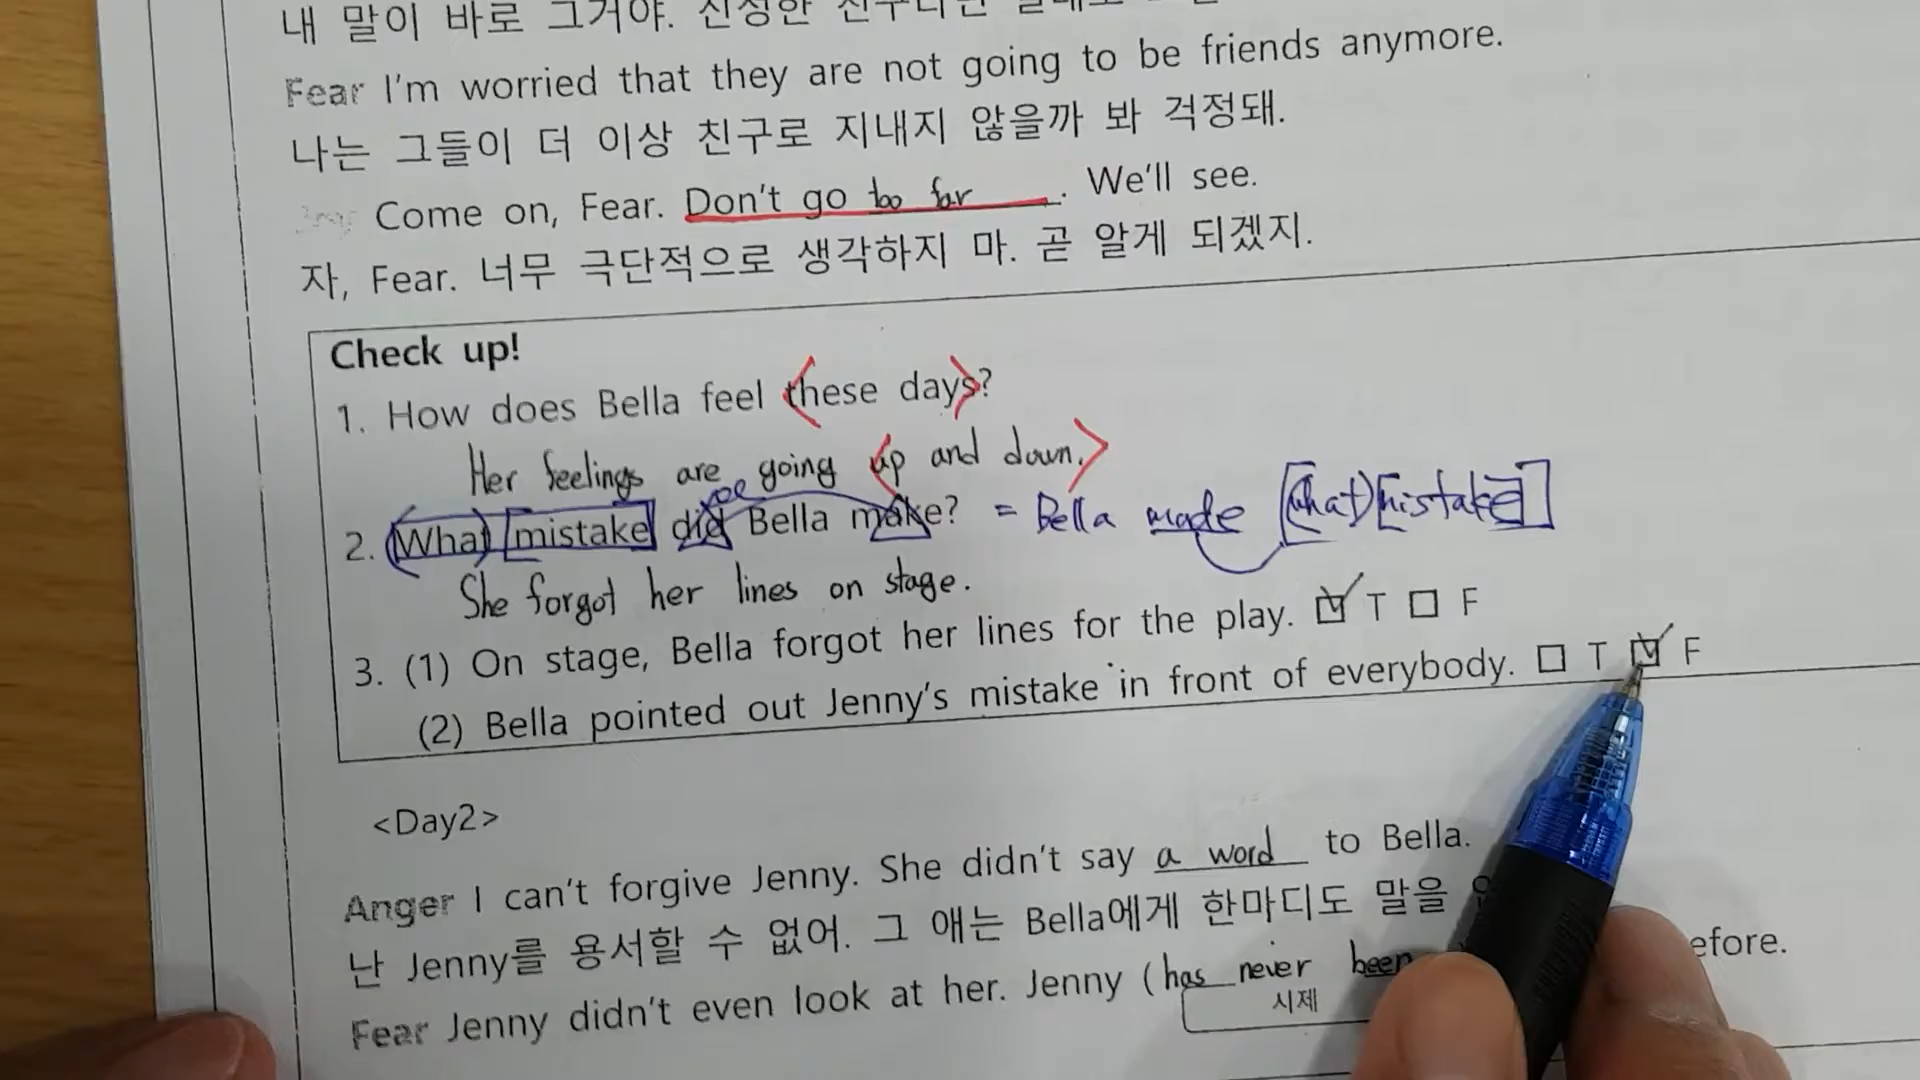 내 말이 바로 그거야. 진정한 친구라면
Fear I'm worried that they are not going to be friends anymore.
나는 그들이 더 이상 친구로 지내지 않을까 봐 걱정돼.
Come on, Fear. Don't go too far. We'll see.
자, Fear. 너무 극단적으로 생각하지 마. 곧 알게 되겠지.
Check up!
1. How does Bella feel <these days>?
Her feelings are going <up and down.>
2. (What) [mistake] did Bella make? = Bella made [(what) [mistake]]
She forgot her lines on stage.
3. (1) On stage, Bella forgot her lines for the play. ☑ T □ F
(2) Bella pointed out Jenny's mistake in front of everybody. □ T ☑ F
<Day2>
Anger I can't forgive Jenny. She didn't say a word to Bella.
난 Jenny를 용서할 수 없어. 그 애는 Bella에게 한마디도 말을
Fear Jenny didn't even look at her. Jenny (has never been efore.
시제